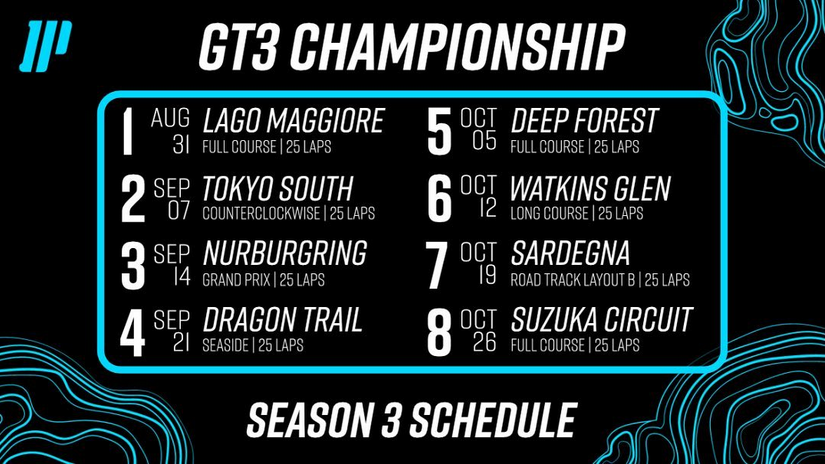 GT3 CHAMPIONSHIP
1 AUG 31 LAGO MAGGIORE
FULL COURSE | 25 LAPS
2 SEP 07 TOKYO SOUTH
COUNTERCLOCKWISE | 25 LAPS
3 SEP 14 NURBURGRING
GRAND PRIX | 25 LAPS
4 SEP 21 DRAGON TRAIL
SEASIDE | 25 LAPS
5 OCT 05 DEEP FOREST
FULL COURSE | 25 LAPS
6 OCT 12 WATKINS GLEN
LONG COURSE | 25 LAPS
7 OCT 19 SARDEGNA
ROAD TRACK LAYOUT B | 25 LAPS
8 OCT 26 SUZUKA CIRCUIT
FULL COURSE | 25 LAPS
SEASON 3 SCHEDULE